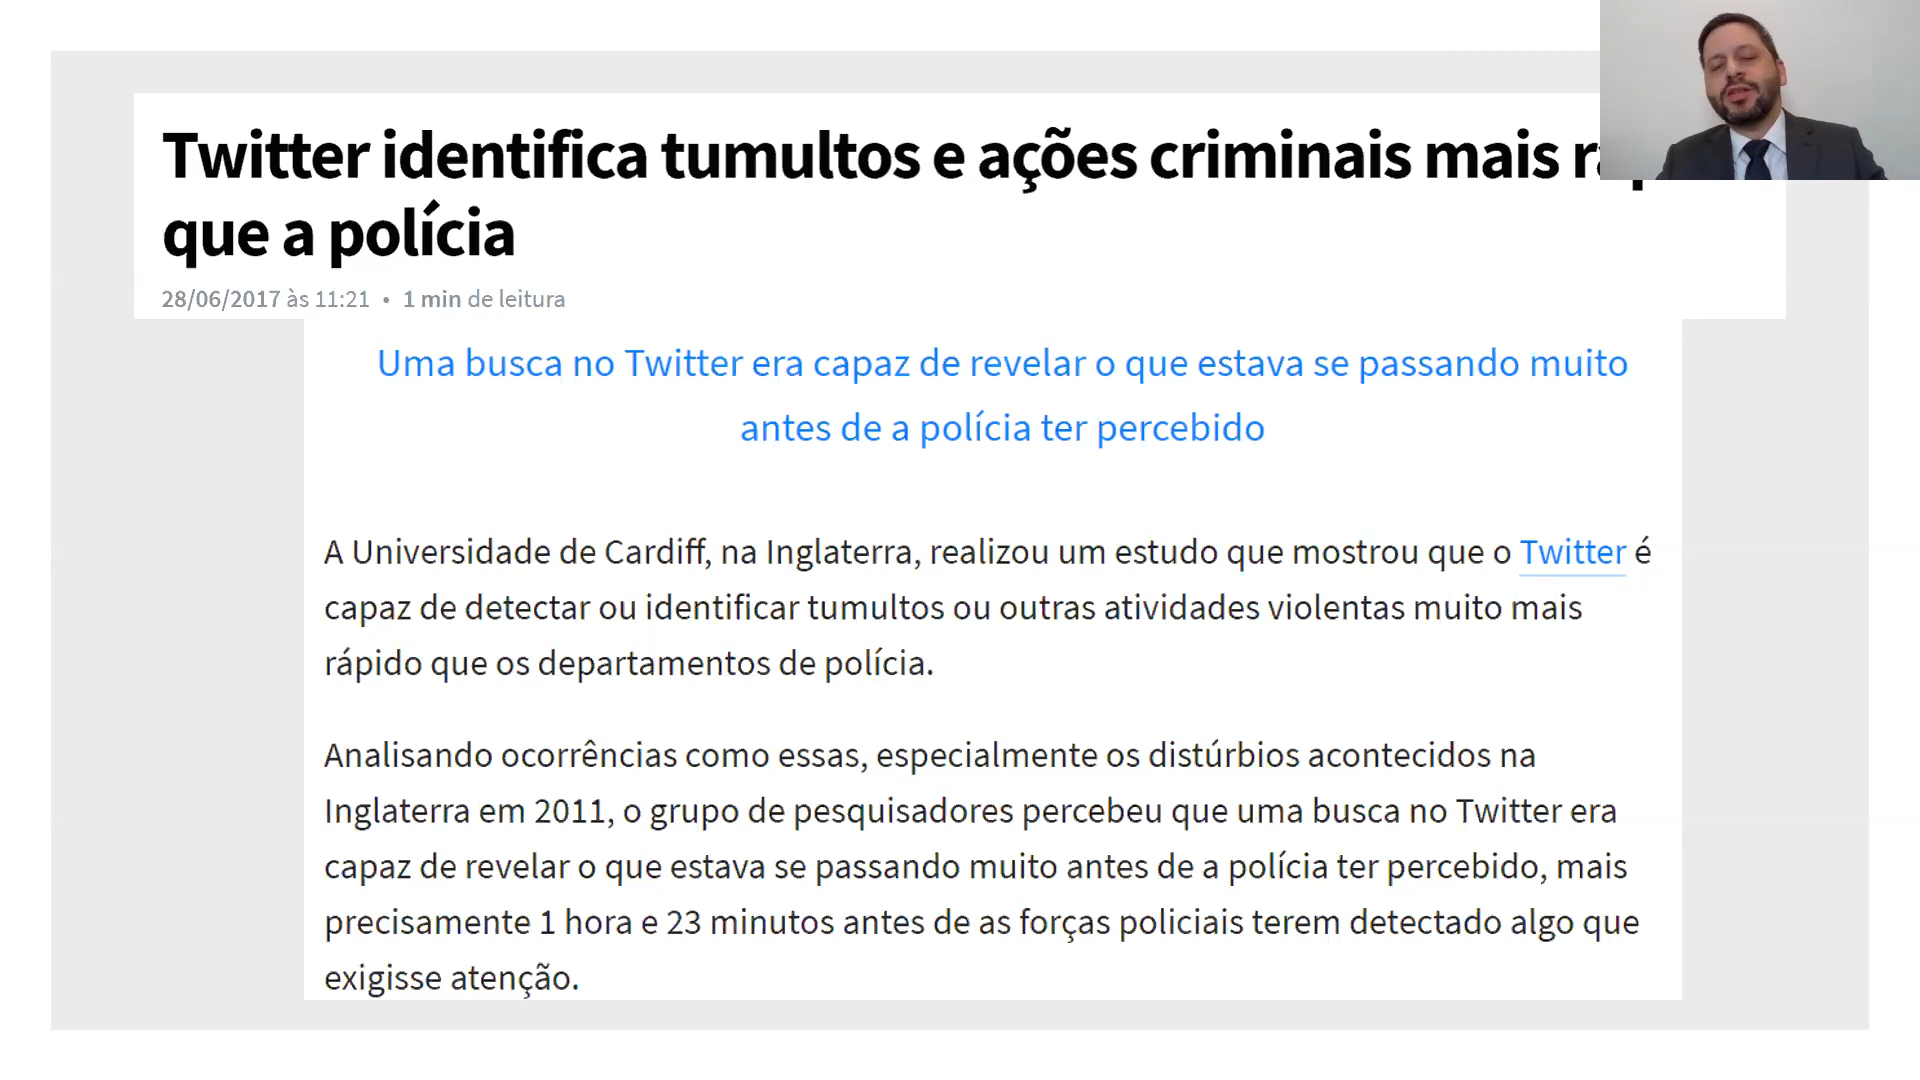 Twitter identifica tumultos e ações criminais mais
que a polícia
28/06/2017 às 11:21 • 1 min de leitura
Uma busca no Twitter era capaz de revelar o que estava se passando muito
antes de a polícia ter percebido
A Universidade de Cardiff, na Inglaterra, realizou um estudo que mostrou que o Twitter é
capaz de detectar ou identificar tumultos ou outras atividades violentas muito mais
rápido que os departamentos de polícia.
Analisando ocorrências como essas, especialmente os distúrbios acontecidos na
Inglaterra em 2011, o grupo de pesquisadores percebeu que uma busca no Twitter era
capaz de revelar o que estava se passando muito antes de a polícia ter percebido, mais
precisamente 1 hora e 23 minutos antes de as forças policiais terem detectado algo que
exigisse atenção.